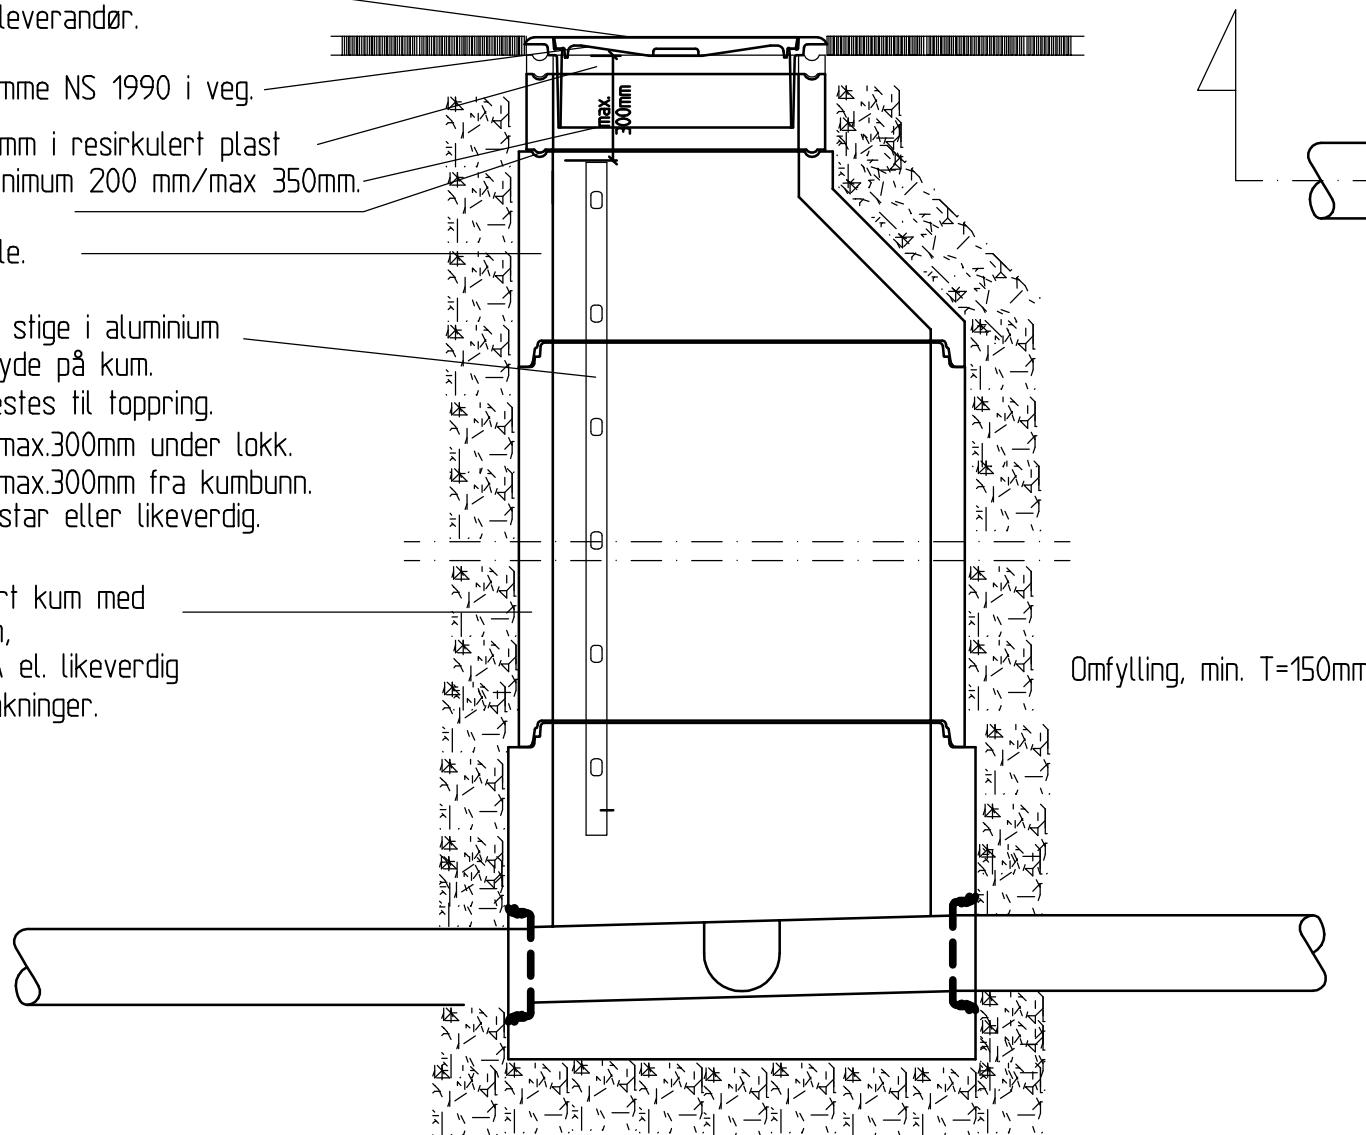 leverandør.
mme NS 1990 i veg.
mm i resirkulert plast
nimum 200 mm/max 350mm.
le.
stige i aluminium
yde på kum.
estes til toppring.
max.300mm under lokk.
max.300mm fra kumbunn.
star eller likeverdig.
rt kum med
el. likeverdig
kninger.
max.
300mm
Omfylling, min. T=150mm